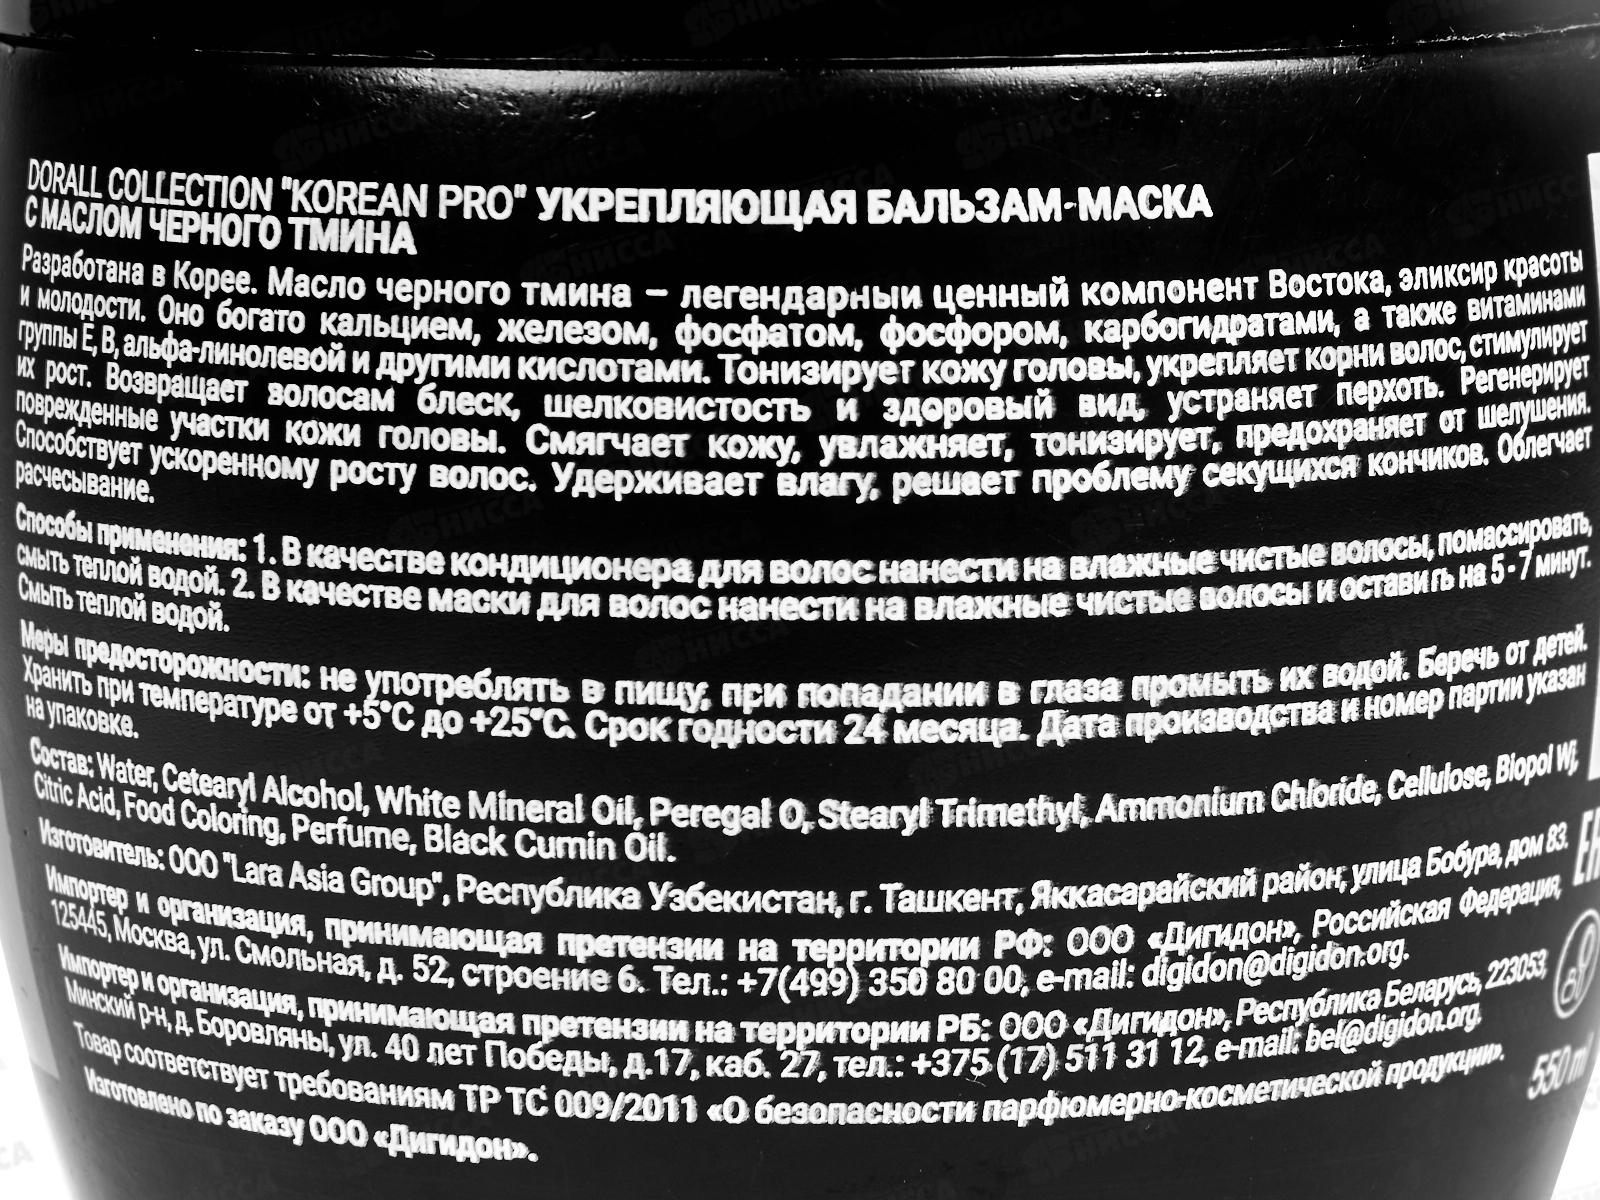 DORALL COLLECTION "KOREAN PRO" УКРЕПЛЯЮЩАЯ БАЛЬЗАМ-МАСКА
С МАСЛОМ ЧЕРНОГО ТМИНА
Разработана в Корее. Масло черного тмина – легендарный ценный компонент Востока, эликсир красоты
и молодости. Оно богато кальцием, железом, фосфатом, фосфором, карбогидратами, а также витаминами
группы Е, В, альфа-линолевой и другими кислотами. Тонизирует кожу головы, укрепляет корни волос, стимулирует
их рост. Возвращает волосам блеск, шелковистость и здоровый вид, устраняет перхоть. Регенерирует
поврежденные участки кожи головы. Смягчает кожу, увлажняет, тонизирует, предохраняет от шелушения.
Способствует ускоренному росту волос. Удерживает влагу, решает проблему секущихся кончиков. Облегчает
расчесывание.
Способы применения: 1. В качестве кондиционера для волос нанести на влажные чистые волосы, помассировать,
смыть теплой водой. 2. В качестве маски для волос нанести на влажные чистые волосы и оставить на 5 - 7 минут.
Смыть теплой водой.
Меры предосторожности: не употреблять в пищу, при попадании в глаза промыть их водой. Беречь от детей.
Хранить при температуре от +5°C до +25°C. Срок годности 24 месяца. Дата производства и номер партии указан
на упаковке.
Состав: Water, Cetearyl Alcohol, White Mineral Oil, Peregal O, Stearyl Trimethyl, Ammonium Chloride, Cellulose, Biopol Wj,
Citric Acid, Food Coloring, Perfume, Black Cumin Oil.
Изготовитель: ООО "Lara Asia Group", Республика Узбекистан, г. Ташкент, Яккасарайский район, улица Бобура, дом 83.
Импортер и организация, принимающая претензии на территории РФ: ООО «Дигидон», Российская Федерация,
125445, Москва, ул. Смольная, д. 52, строение 6. Тел.: +7(499) 350 80 00, e-mail: digidon@digidon.org.
Импортер и организация, принимающая претензии на территории РБ: ООО «Дигидон», Республика Беларусь, 223053,
Минский р-н, д. Боровляны, ул. 40 лет Победы, д.17, каб. 27, тел.: +375 (17) 511 31 12, e-mail: bel@digidon.org.
Товар соответствует требованиям ТР ТС 009/2011 «О безопасности парфюмерно-косметической продукции».
Изготовлено по заказу ООО «Дигидон».
550 ml